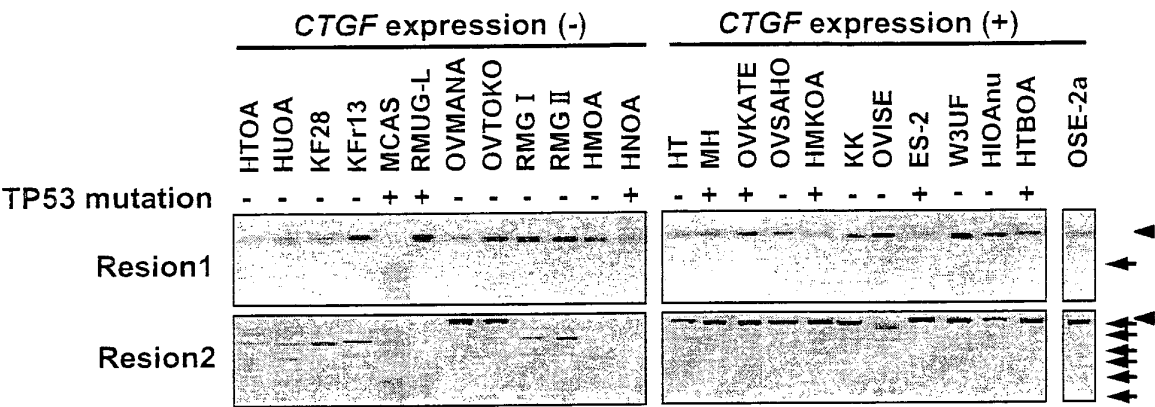 CTGF expression (-) CTGF expression (+)
HTOA HUOA KF28 KFr13 MCAS RMUG-L OVMANA OVTOKO RMG I RMG II HMOA HNOA HT MH OVKATE OVSAHO HMKOA KK OVISE ES-2 W3UF HIOAnu HTBOA OSE-2a
TP53 mutation - - - - + + - - - - - + - + + - + - - + - - +
Resion1
Resion2